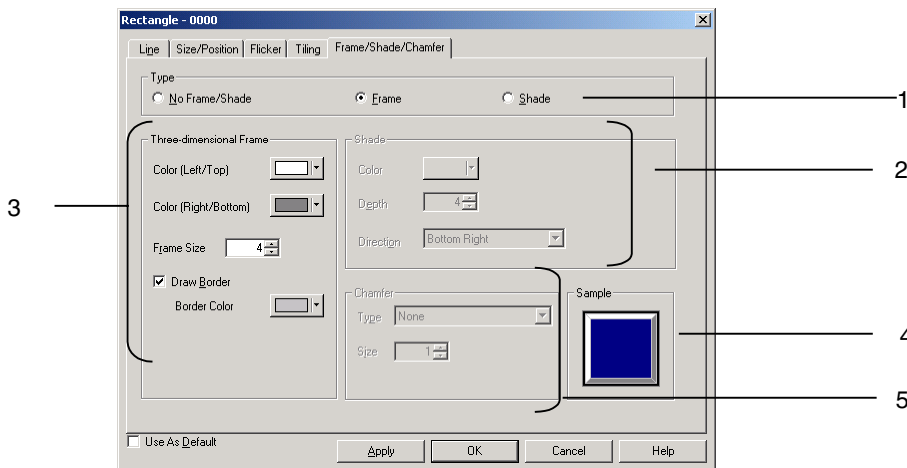 Rectangle - 0000
Line Size/Position Flicker Tiling Frame/Shade/Chamfer
Type
No Frame/Shade Frame Shade
1
Three-dimensional Frame
Color (Left/Top)
Color (Right/Bottom)
Frame Size 4
Draw Border
Border Color
3
Shade
Color
Depth 4
Direction Bottom Right
2
Chamfer
Type None
Size 1
Sample
4
5
Use As Default
Apply OK Cancel Help